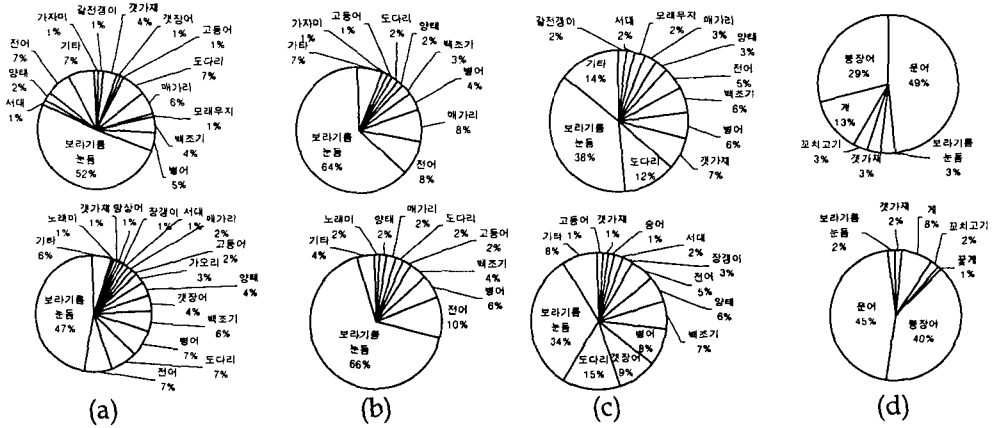 가자미
1%
갈전갱이
1%
갯가재
4%
갯장어
1%
고등어
1%
도다리
7%
매가리
6%
모래무지
1%
백조기
4%
병어
5%
보라기름
눈돔
52%
서대
1%
양태
2%
전어
7%
기타
7%
가자미
1%
고등어
1%
도다리
2%
양태
2%
백조기
3%
병어
4%
매가리
8%
전어
8%
보라기름
눈돔
64%
기타
7%
갈전갱이
2%
서대
2%
모래무지
2%
매가리
3%
양태
3%
전어
5%
백조기
6%
병어
6%
갯가재
7%
도다리
12%
보라기름
눈돔
36%
기타
14%
붕장어
29%
문어
49%
게
13%
꼬치고기
3%
갯가재
3%
보라기름
눈돔
3%
노래미
1%
갯가재
1%
망상어
1%
장갱이
1%
서대
1%
매가리
2%
고등어
2%
가오리
3%
양태
4%
갯장어
4%
백조기
6%
병어
7%
도다리
7%
전어
7%
보라기름
눈돔
47%
기타
6%
노래미
2%
양태
2%
매가리
2%
도다리
2%
고등어
2%
백조기
4%
병어
6%
전어
10%
보라기름
눈돔
66%
기타
4%
고등어
1%
갯가재
1%
숭어
1%
서대
2%
장갱이
3%
전어
5%
양태
6%
백조기
7%
병어
8%
갯장어
9%
도다리
15%
보라기름
눈돔
34%
기타
8%
보라기름
눈돔
2%
갯가재
2%
게
8%
꼬치고기
2%
꽃게
1%
문어
45%
붕장어
40%
(a)
(b)
(c)
(d)